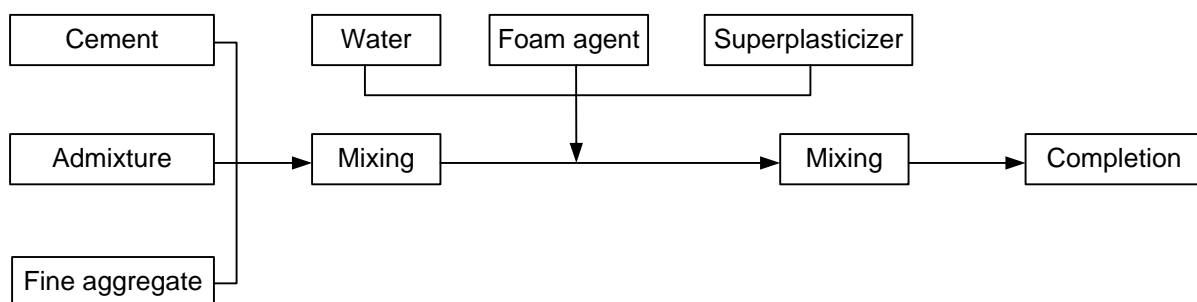 Cement
Water
Foam agent
Superplasticizer
Admixture
Mixing
Mixing
Completion
Fine aggregate